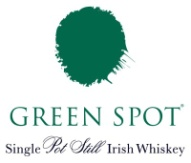 GREEN SPOT®
Single Pot Still Irish Whiskey